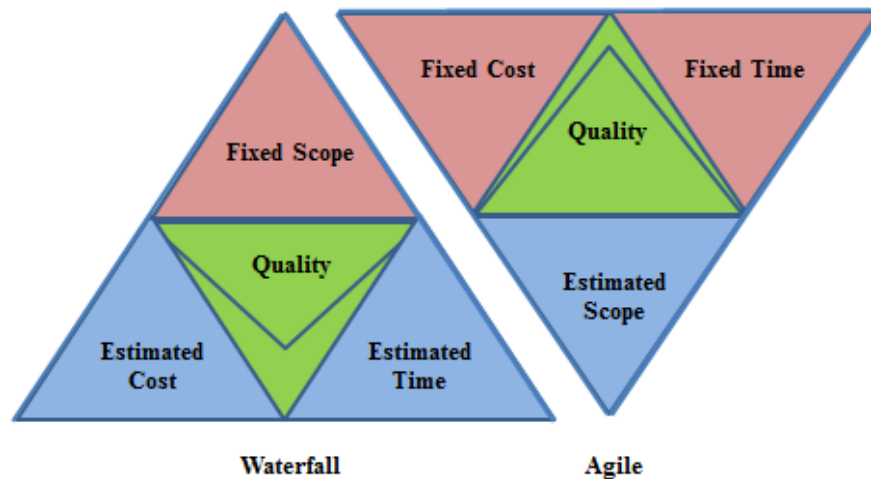 Fixed Scope
Quality
Estimated
Cost
Estimated
Time
Waterfall
Fixed Cost
Fixed Time
Quality
Estimated
Scope
Agile